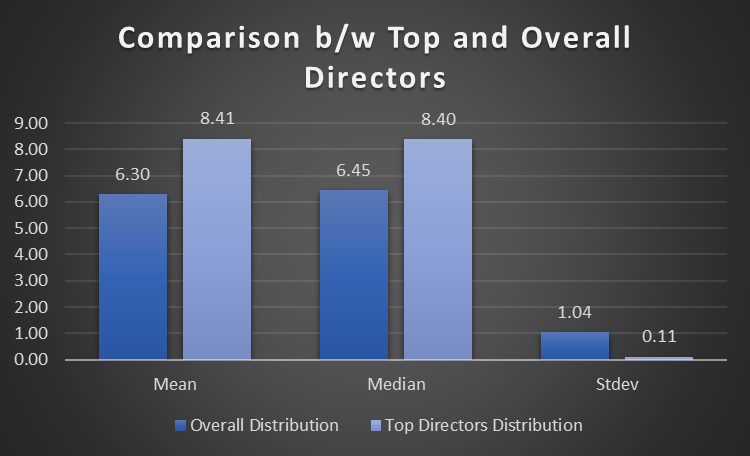 Comparison b/w Top and Overall
Directors
9.00
8.00
7.00
6.00
5.00
4.00
3.00
2.00
1.00
0.00
6.30
8.41
6.45
8.40
1.04
0.11
Mean
Median
Stdev
Overall Distribution
Top Directors Distribution